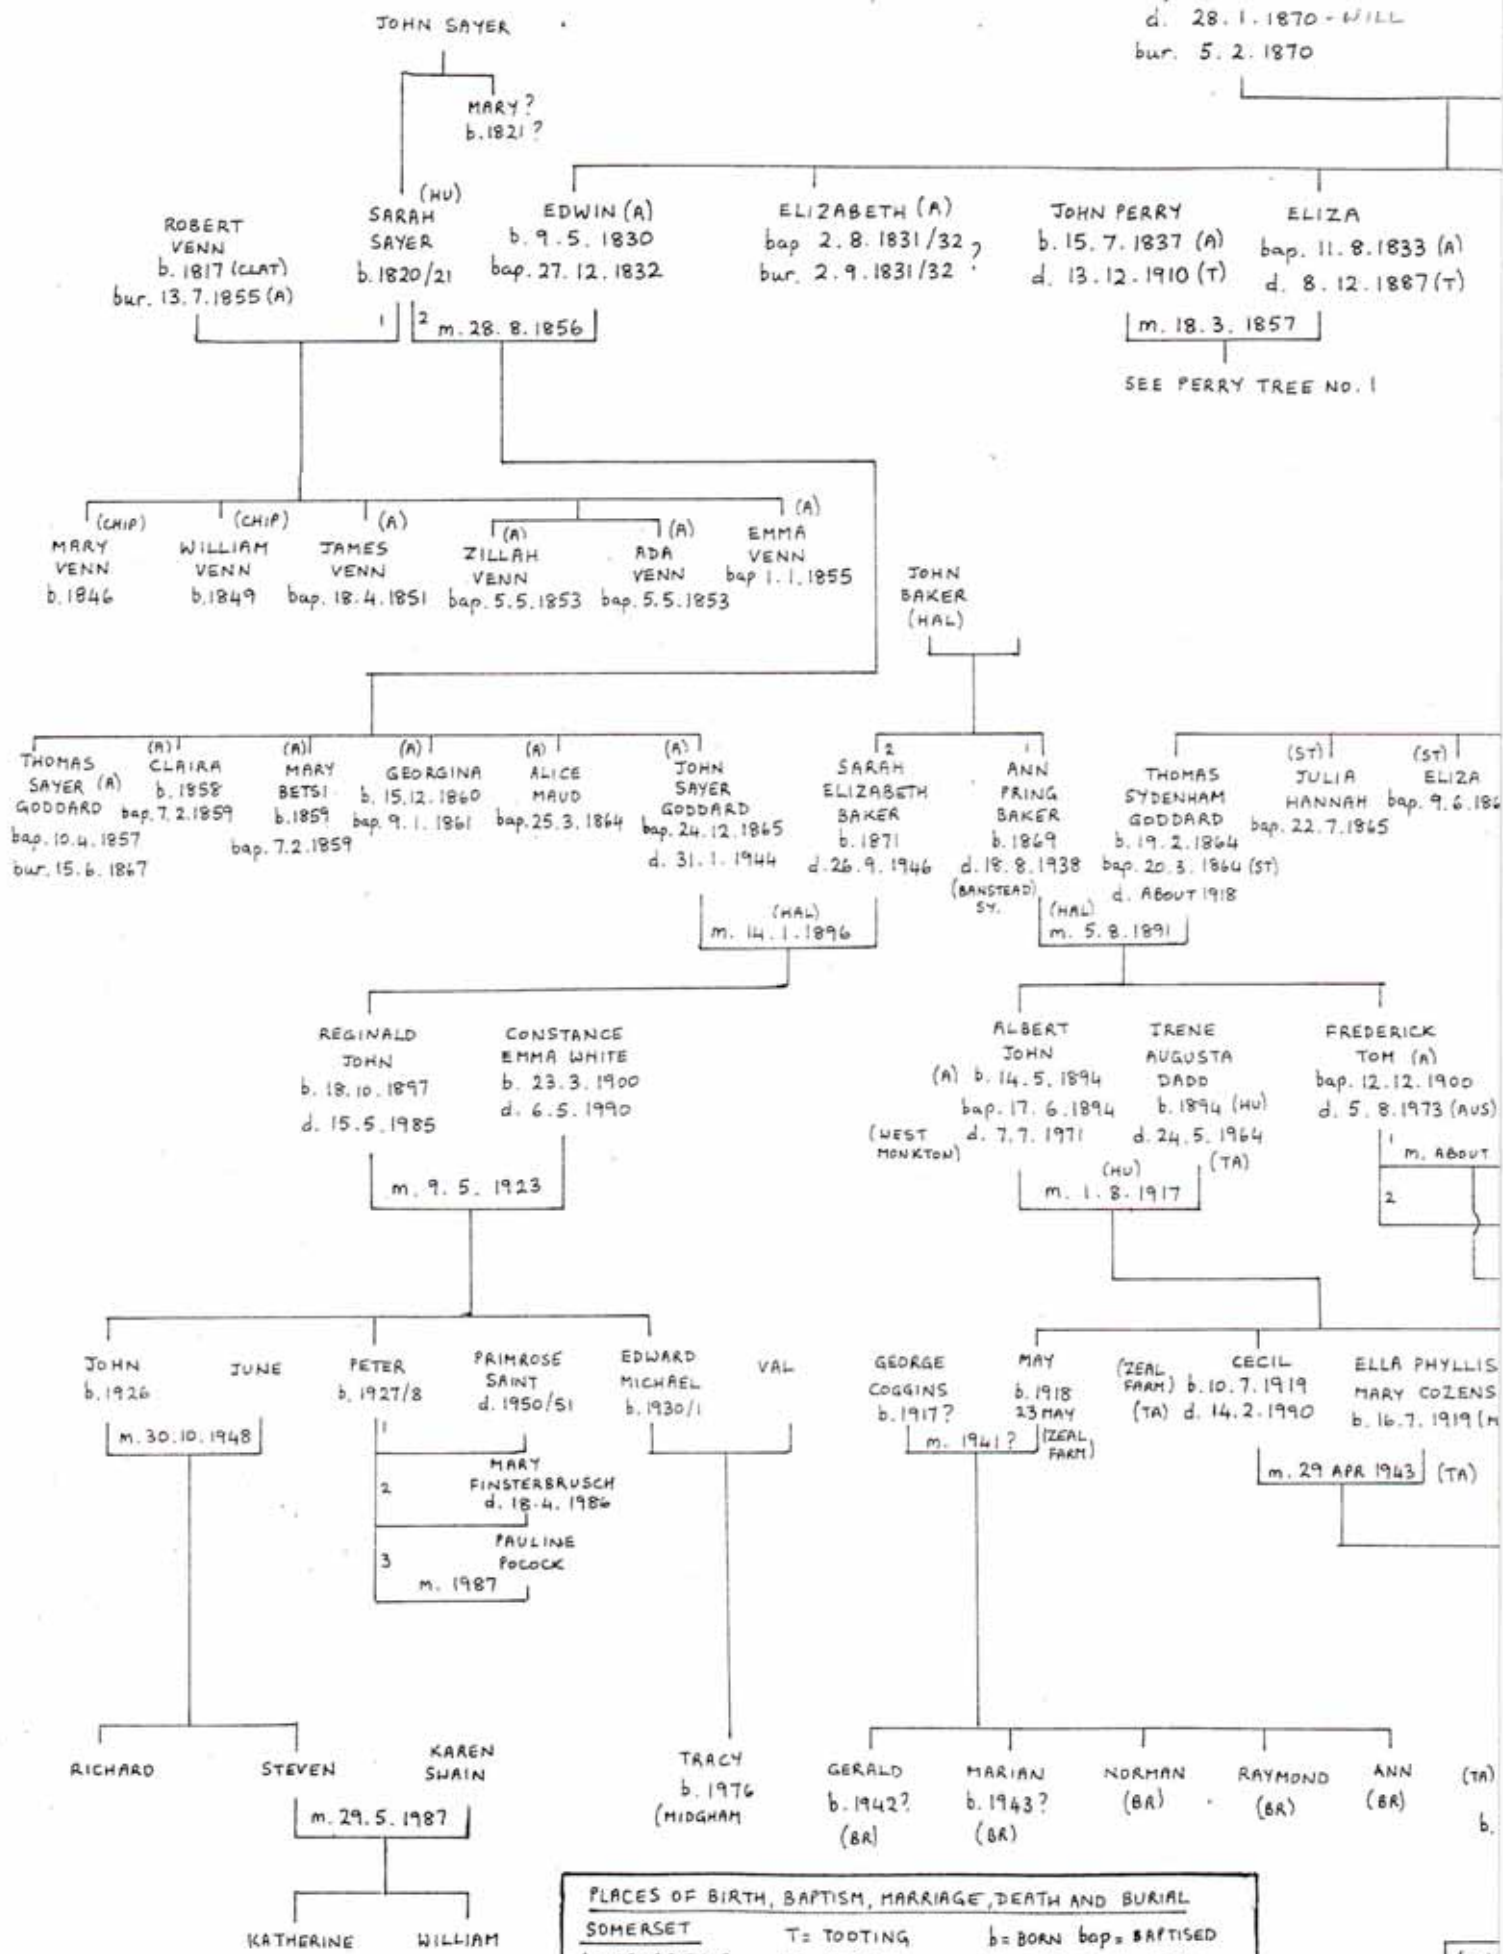 JOHN SAYER
d. 28.1.1870 - WILL
bur. 5.2.1870
MARY?
b.1821?
ROBERT
VENN
b. 1817 (CLAT)
bur. 13.7.1855 (A)
(HU)
SARAH
SAYER
b.1820/21
EDWIN (A)
b. 9.5.1830
bap. 27.12.1832
ELIZABETH (A)
bap 2.8.1831/32 ?
bur. 2.9.1831/32
JOHN PERRY
b. 15.7.1837 (A)
d. 13.12.1910 (T)
ELIZA
bap. 11.8.1833 (A)
d. 8.12.1887 (T)
1
2 m. 28.8.1856
m. 18.3.1857
SEE PERRY TREE NO. 1
(CHIP)
MARY
VENN
b.1846
(CHIP)
WILLIAM
VENN
b.1849
(A)
JAMES
VENN
bap. 18.4.1851
(A)
ZILLAH
VENN
bap. 5.5.1853
(A)
ADA
VENN
bap. 5.5.1853
(A)
EMMA
VENN
bap 1.1.1855
JOHN
BAKER
(HAL)
THOMAS
SAYER (A)
GODDARD
bap. 10.4.1857
bur. 15.6.1867
(A)
CLAIRA
b. 1858
bap. 7.2.1859
(A)
MARY
BETSI
b.1859
bap. 7.2.1859
(A)
GEORGINA
b. 15.12.1860
bap. 9.1.1861
(A)
ALICE
MAUD
bap. 25.3.1864
(A)
JOHN
SAYER
GODDARD
bap. 24.12.1865
d. 31.1.1944
2
SARAH
ELIZABETH
BAKER
b.1871
d. 26.9.1946
1
ANN
PRING
BAKER
b.1869
d. 18.8.1938
(BANSTEAD)
SY.
THOMAS
SYDENHAM
GODDARD
b. 19.2.1864
bap. 20.3.1864 (ST)
d. ABOUT 1918
(ST)
JULIA
HANNAH
bap. 22.7.1865
(ST)
ELIZA
bap. 9.6.186
(HAL)
m. 14.1.1896
(HAL)
m. 5.8.1891
REGINALD
JOHN
b. 18.10.1897
d. 15.5.1985
CONSTANCE
EMMA WHITE
b. 23.3.1900
d. 6.5.1990
ALBERT
JOHN
(A) b. 14.5.1894
bap. 17.6.1894
(WEST
MONKTON)
d. 7.7.1971
IRENE
AUGUSTA
DADD
b.1894 (HU)
d. 24.5.1964
(TA)
FREDERICK
TOM (A)
bap. 12.12.1900
d. 5.8.1973 (AUS)
1
m. ABOUT
2
m. 9.5.1923
(HU)
m. 1.8.1917
JOHN
b.1926
JUNE
PETER
b. 1927/8
PRIMROSE
SAINT
d. 1950/51
EDWARD
MICHAEL
b. 1930/1
VAL
GEORGE
COGGINS
b.1917?
MAY
b.1918
23 MAY
(ZEAL
FARM)
(ZEAL
FARM)
CECIL
b. 10.7.1919
(TA) d. 14.2.1990
ELLA PHYLLIS
MARY COZENS
b. 16.7.1919
m. 30.10.1948
1
m. 1941?
m. 29 APR 1943 (TA)
2
MARY
FINSTERBRUSCH
d. 18.4.1986
3
PAULINE
POCOCK
m. 1987
RICHARD
STEVEN
KAREN
SWAIN
TRACY
b. 1976
(MIDGHAM
GERALD
b. 1942?
(BR)
MARIAN
b. 1943?
(BR)
NORMAN
(BR)
RAYMOND
(BR)
ANN
(BR)
(TA)
b.
m. 29.5.1987
KATHERINE
WILLIAM
PLACES OF BIRTH, BAPTISM, MARRIAGE, DEATH AND BURIAL
SOMERSET
T = TOOTING
b = BORN bap = BAPTISED